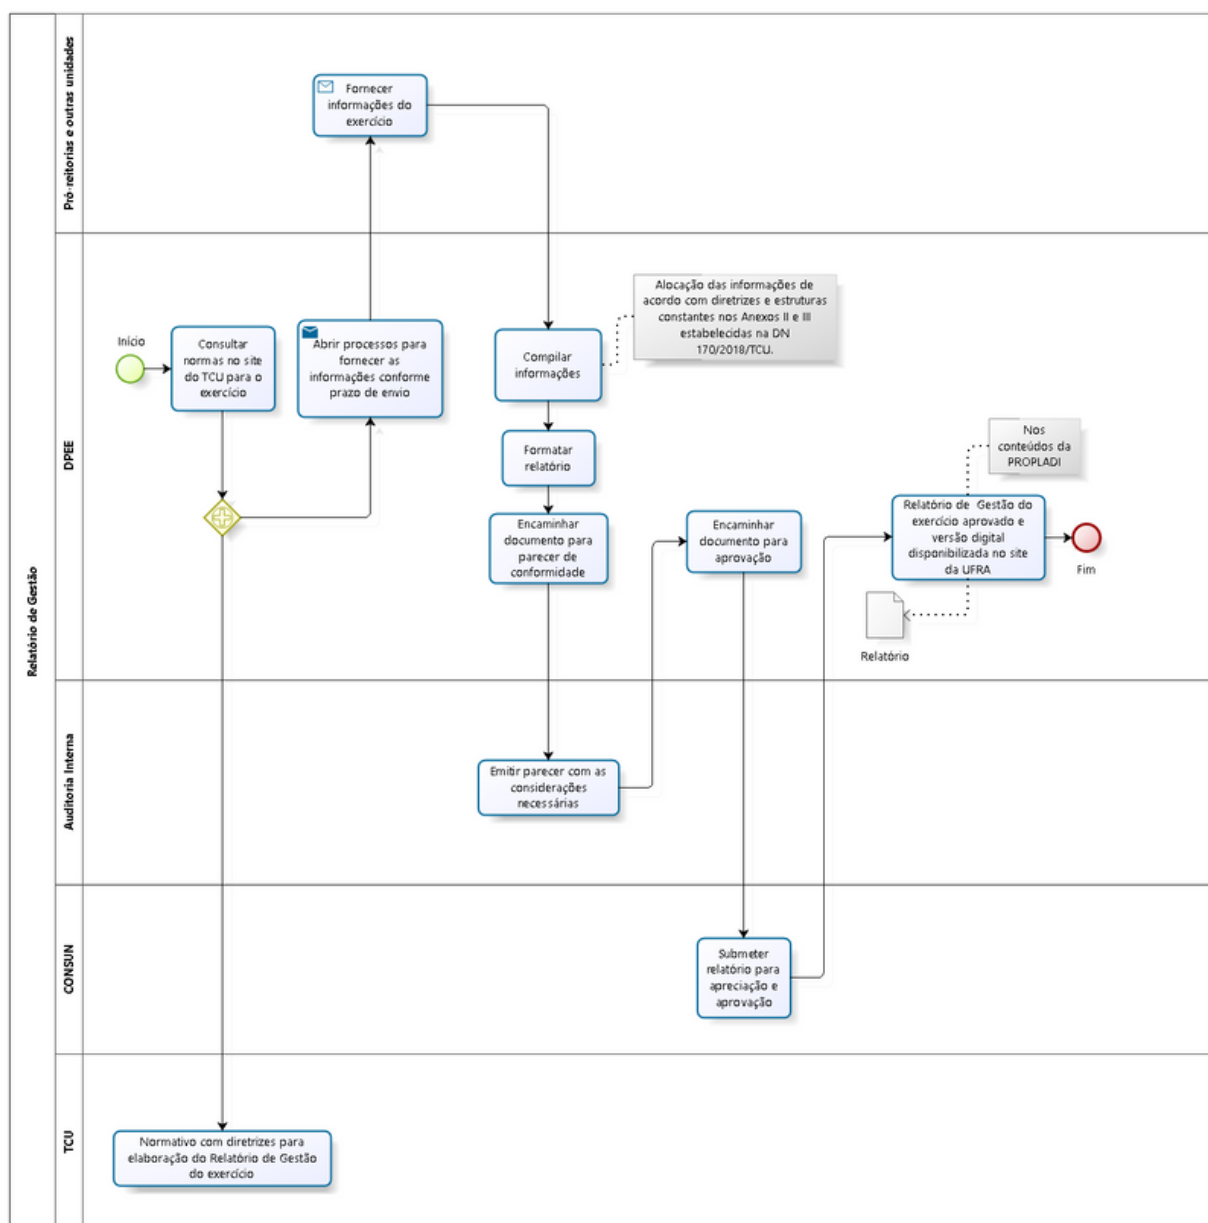 Relatório de Gestão
Pró-reitorias e outras unidades
Fornecer
informações do
exercício
DPEE
Início
Consultar
normas no site
do TCU para o
exercício
Abrir processos para
fornecer as
informações conforme
prazo de envio
Compilar
informações
Alocação das informações de
acordo com diretrizes e estruturas
constantes nos Anexos II e III
estabelecidas na DN
170/2018/TCU.
Formatar
relatório
Encaminhar
documento para
parecer de
conformidade
Encaminhar
documento para
aprovação
Nos
conteúdos da
PROPLADI
Relatório de Gestão do
exercício aprovado e
versão digital
disponibilizada no site
da UFRA
Fim
Relatório
Auditoria Interna
Emitir parecer com as
considerações
necessárias
CONSUN
Submeter
relatório para
apreciação e
aprovação
TCU
Normativo com diretrizes para
elaboração do Relatório de Gestão
do exercício